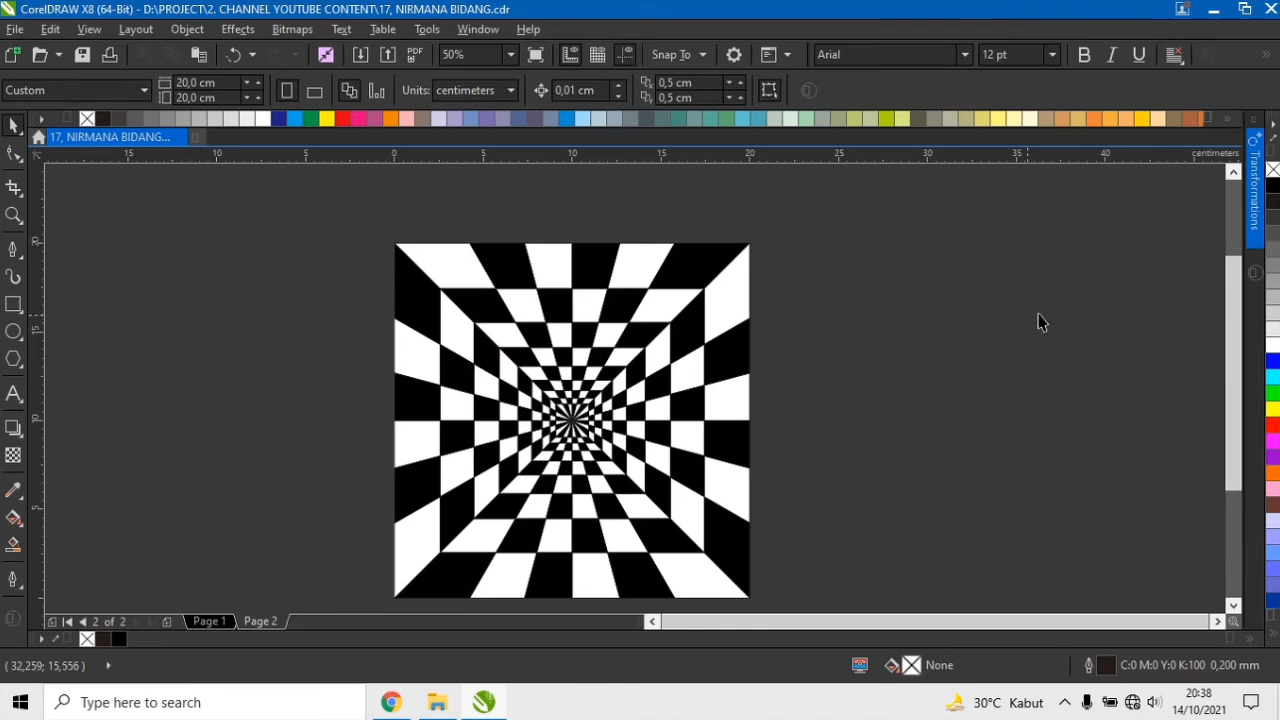 CorelDRAW X8 (64-Bit) - D:\PROJECT\2, CHANNEL YOUTUBE CONTENT\17, NIRMANA BIDANG.cdr
File Edit View Layout Object Effects Bitmaps Text Table Tools Window Help
PDF 50% Snap To Arial 12 pt B I U
Custom 20,0 cm 20,0 cm Units: centimeters 0,01 cm 0,5 cm 0,5 cm
17, NIRMANA BIDANG...
15 10 5 0 5 10 15 20 25 30 35 40 centimeters
Transformations
20
15
10
5
2 of 2 Page 1 Page 2
(32,259; 15,556 ) None C:0 M:0 Y:0 K:100 0,200 mm
Type here to search 30°C Kabut 20:38
14/10/2021